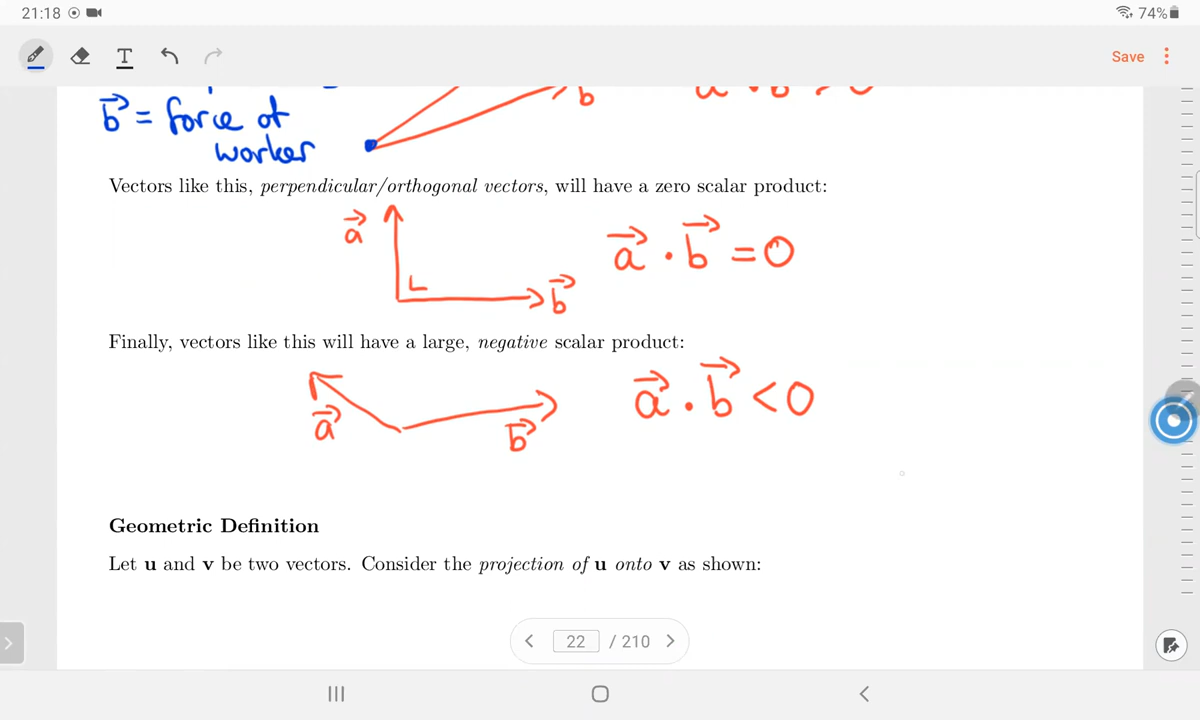 21:18 74%
T Save
b⃗ = force of
worker
b⃗
Vectors like this, perpendicular/orthogonal vectors, will have a zero scalar product:
a⃗
b⃗
a⃗ · b⃗ = 0
Finally, vectors like this will have a large, negative scalar product:
a⃗
b⃗
a⃗ · b⃗ < 0
Geometric Definition
Let u and v be two vectors. Consider the projection of u onto v as shown:
22 / 210